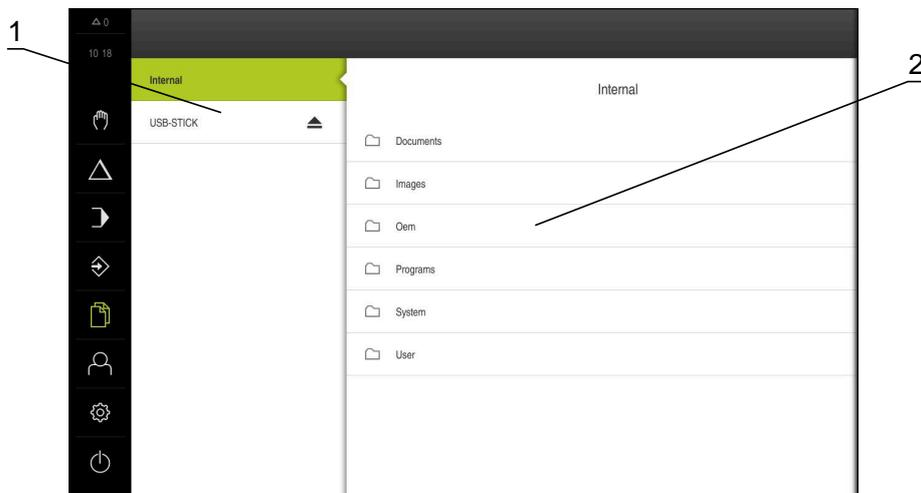 1
△ 0
10 18
Internal
USB-STICK
Internal
2
Documents
Images
Oem
Programs
System
User